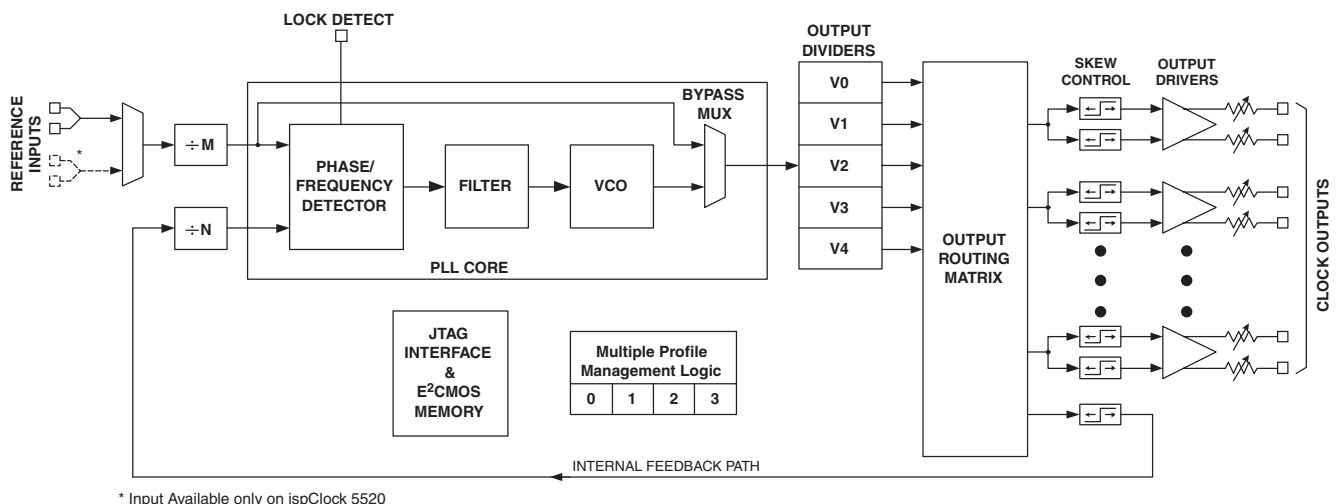 LOCK DETECT
OUTPUT
DIVIDERS
SKEW
CONTROL
OUTPUT
DRIVERS
REFERENCE
INPUTS
*
÷M
÷N
PHASE/
FREQUENCY
DETECTOR
FILTER
VCO
BYPASS
MUX
PLL CORE
V0
V1
V2
V3
V4
OUTPUT
ROUTING
MATRIX
CLOCK OUTPUTS
JTAG
INTERFACE
&
E²CMOS
MEMORY
Multiple Profile
Management Logic
0 1 2 3
INTERNAL FEEDBACK PATH
* Input Available only on ispClock 5520